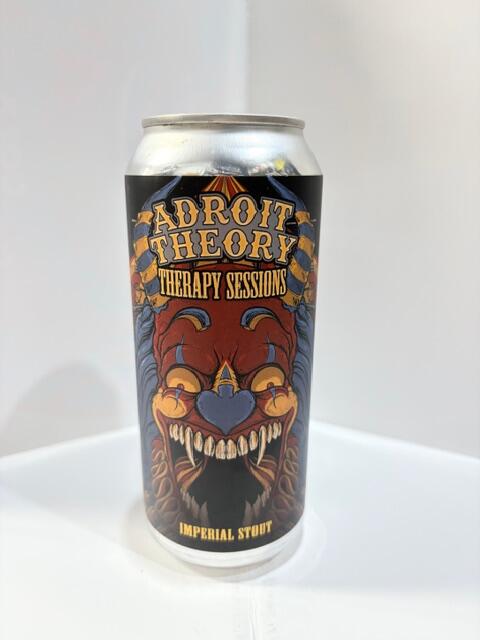 ADROIT
THEORY
THERAPY SESSIONS
IMPERIAL STOUT